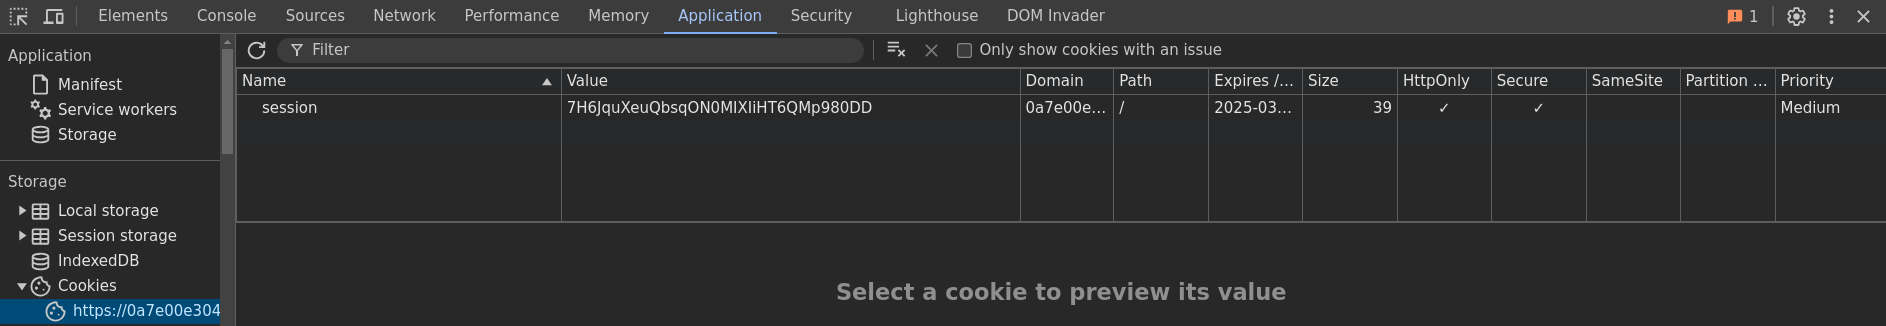 Elements Console Sources Network Performance Memory Application Security Lighthouse DOM Invader 1
Application
Manifest
Service workers
Storage
Storage
Local storage
Session storage
IndexedDB
Cookies
https://0a7e00e304
Filter Only show cookies with an issue
Name Value Domain Path Expires /... Size HttpOnly Secure SameSite Partition ... Priority
session 7H6JquXeuQbsqON0MIXIiHT6QMp980DD 0a7e00e... / 2025-03... 39 ✓ ✓ Medium
Select a cookie to preview its value